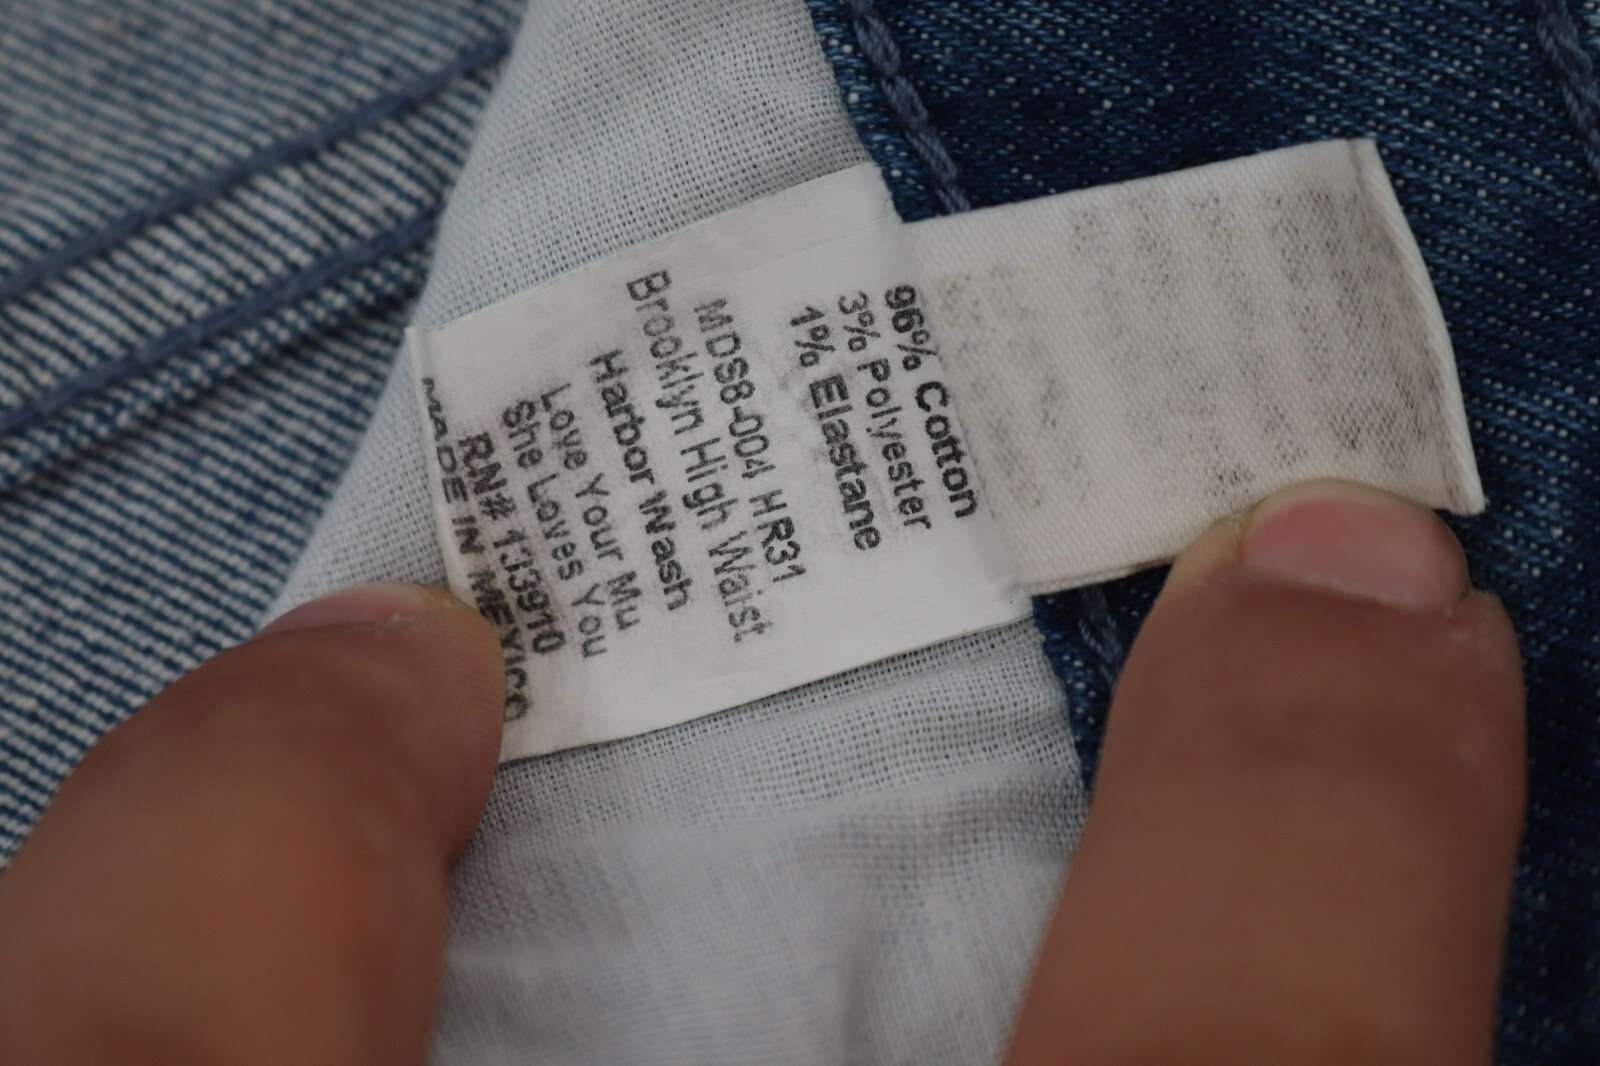 96% Cotton
3% Polyester
1% Elastane
MDS8-004 HR31
Brooklyn High Waist
Harbor Wash
Love Your Mu
She Loves You
RN# 133910
MADE IN MEXICO